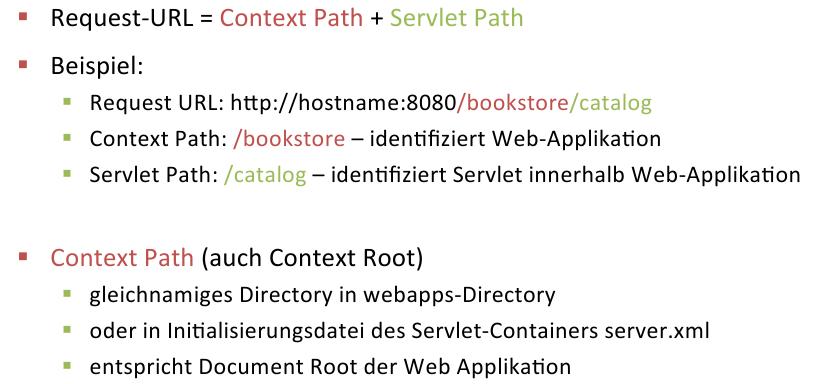 Request-URL = Context Path + Servlet Path
Beispiel:
Request URL: http://hostname:8080/bookstore/catalog
Context Path: /bookstore – identifiziert Web-Applikation
Servlet Path: /catalog – identifiziert Servlet innerhalb Web-Applikation
Context Path (auch Context Root)
gleichnamiges Directory in webapps-Directory
oder in Initialisierungsdatei des Servlet-Containers server.xml
entspricht Document Root der Web Applikation